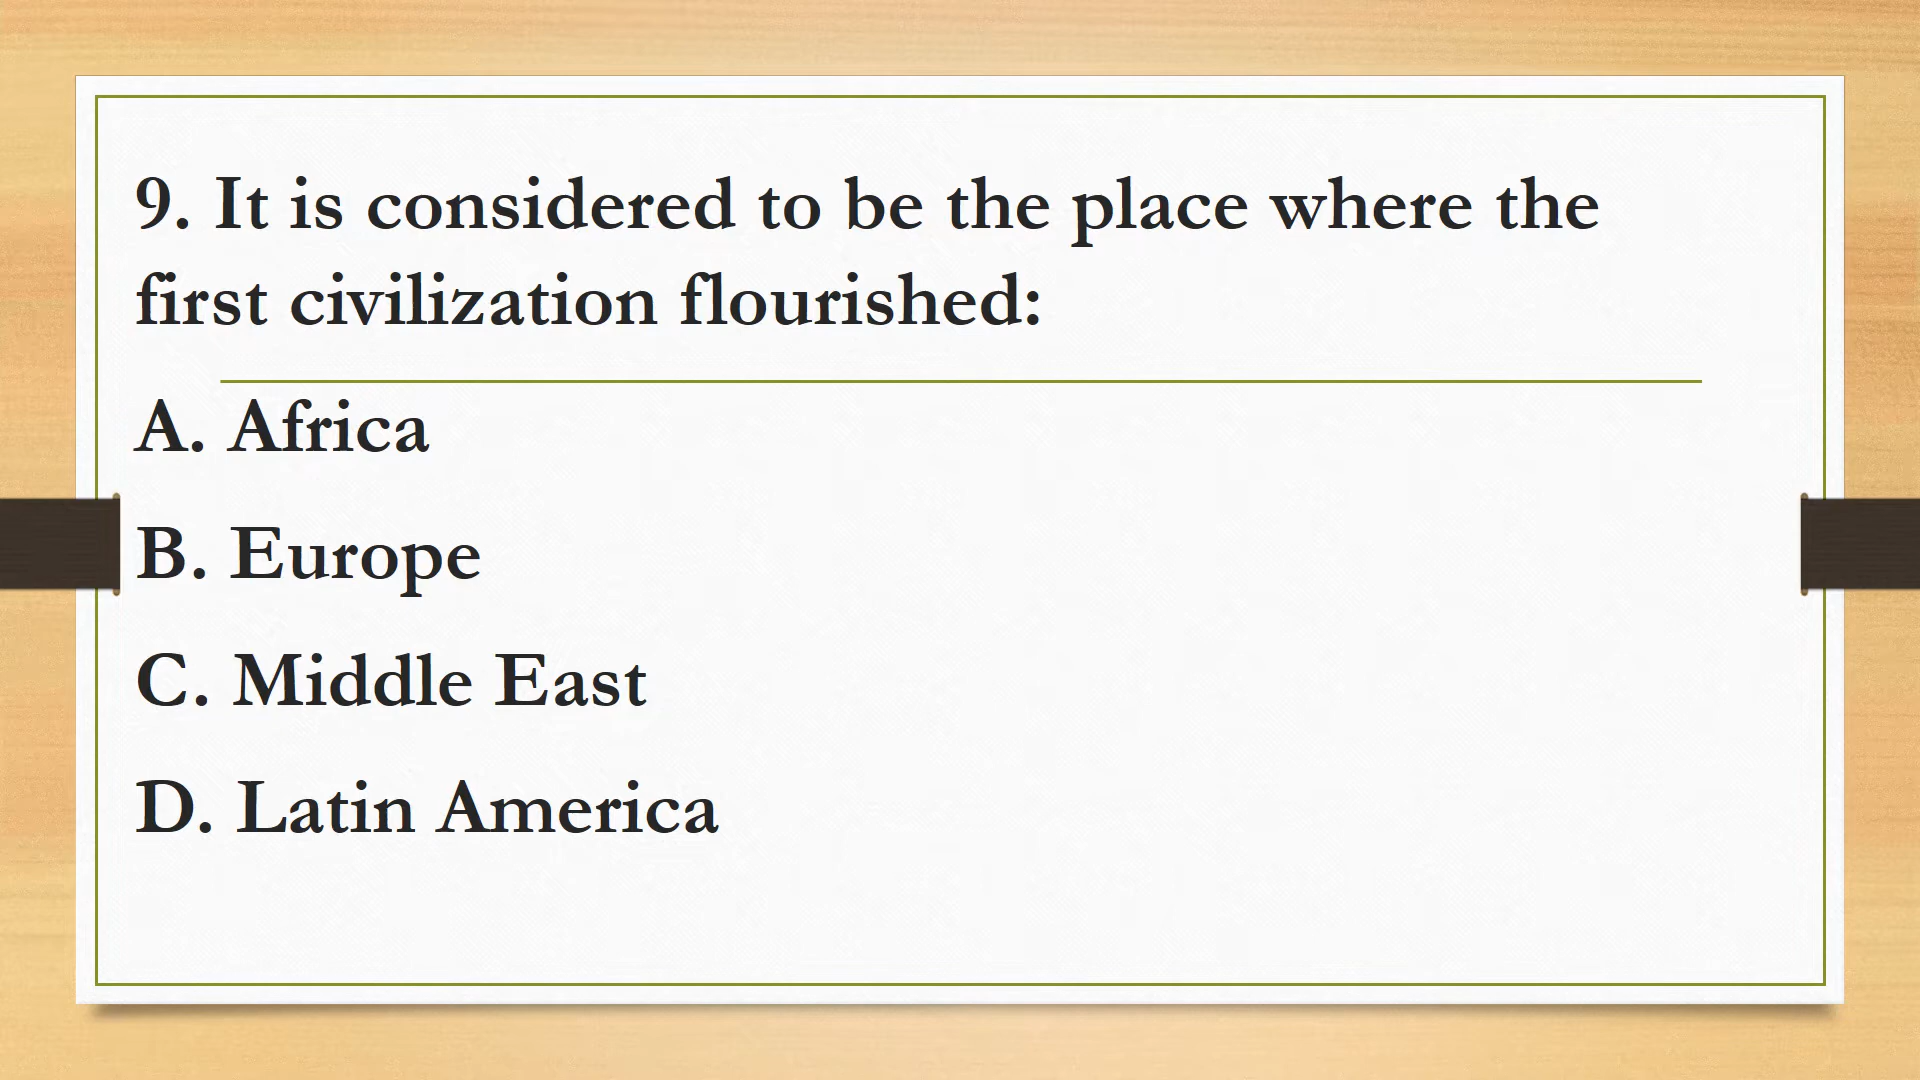 9. It is considered to be the place where the
first civilization flourished:
A. Africa
B. Europe
C. Middle East
D. Latin America